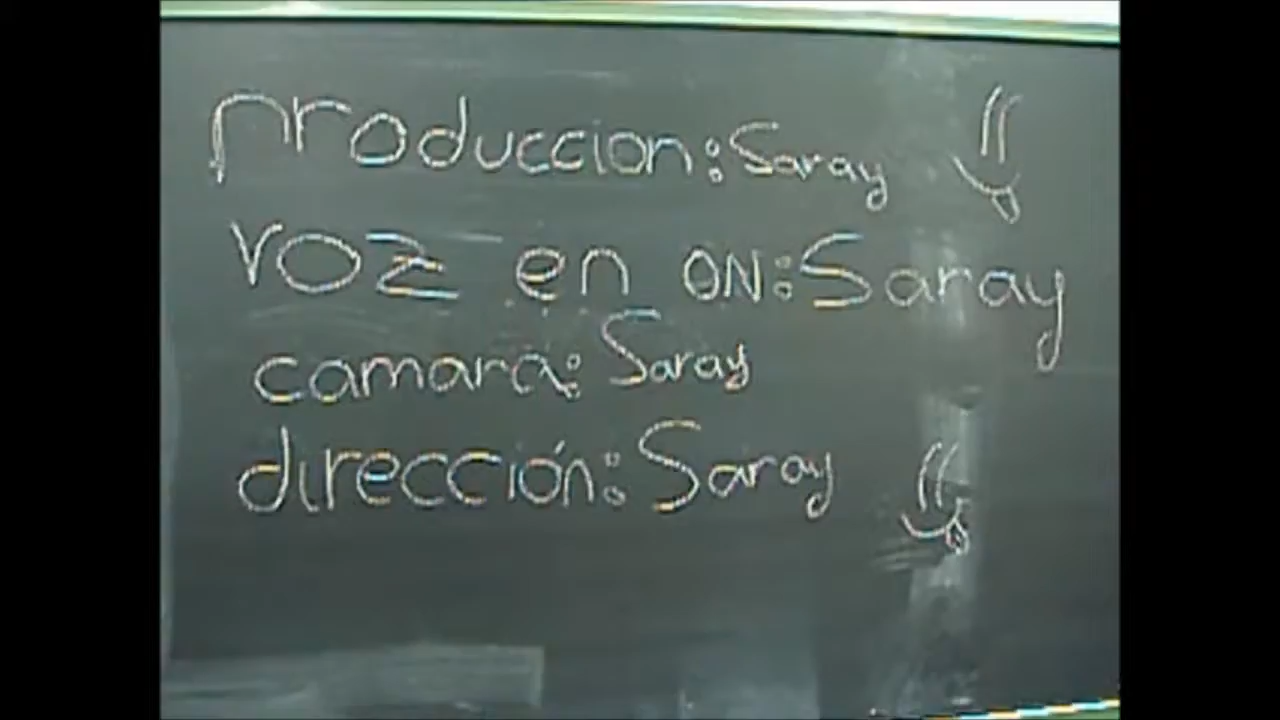 produccion: Saray
voz en ON: Saray
camara: Saray
dirección: Saray